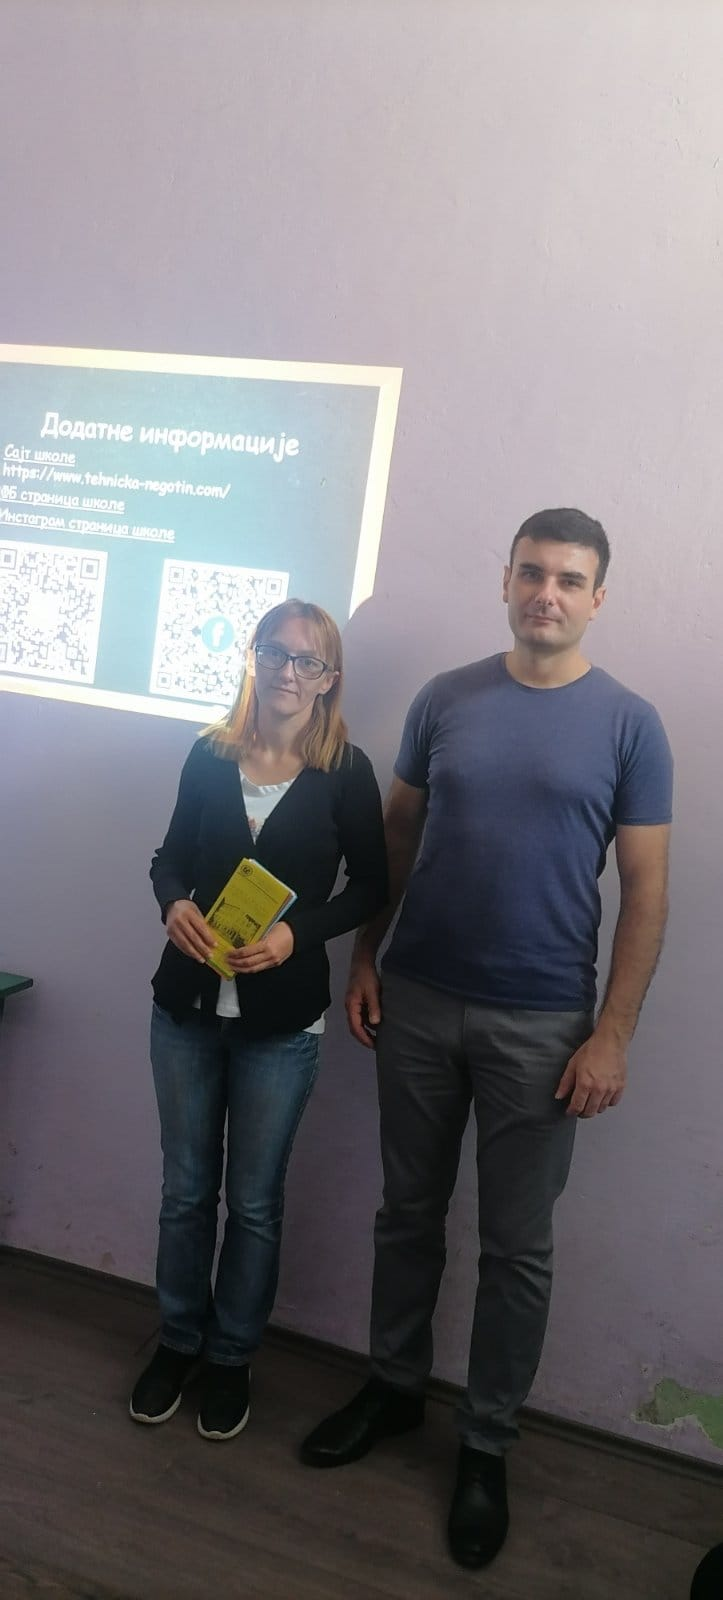 Додатне информације
Сајт школе
https://www.tehnicka-negotin.com/
ФБ страница школе
Инстаграм страница школе
f